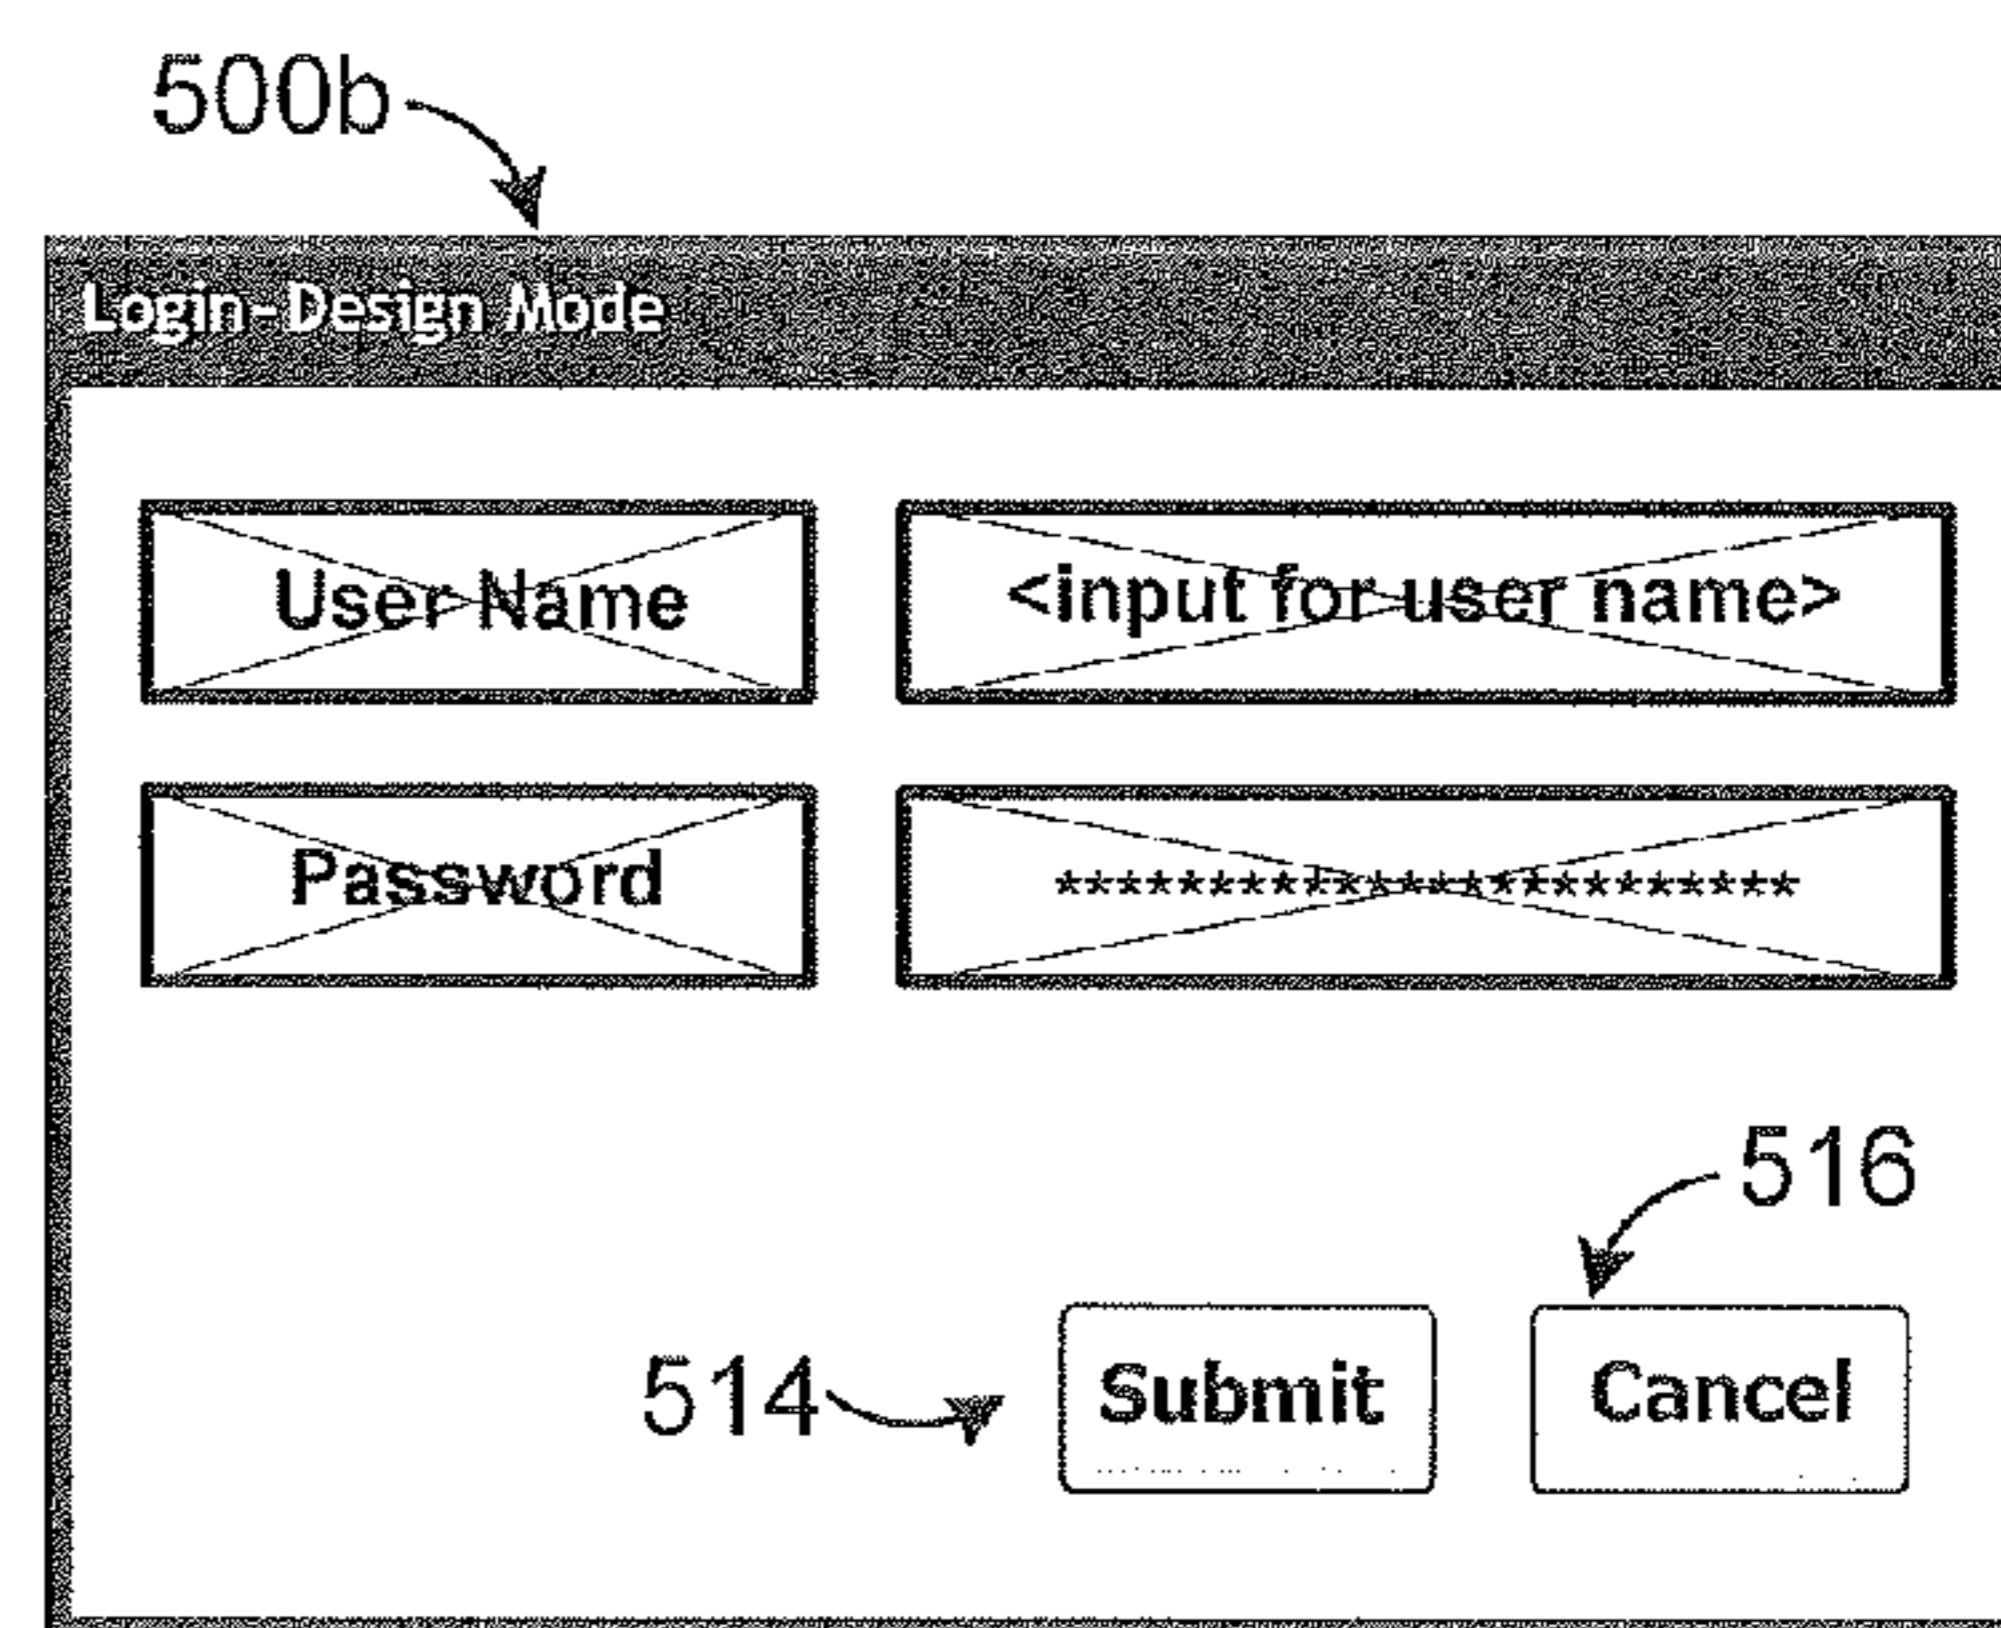 500b
Login-Design Mode
User Name <input for user name>
Password ************************
516
514 Submit Cancel